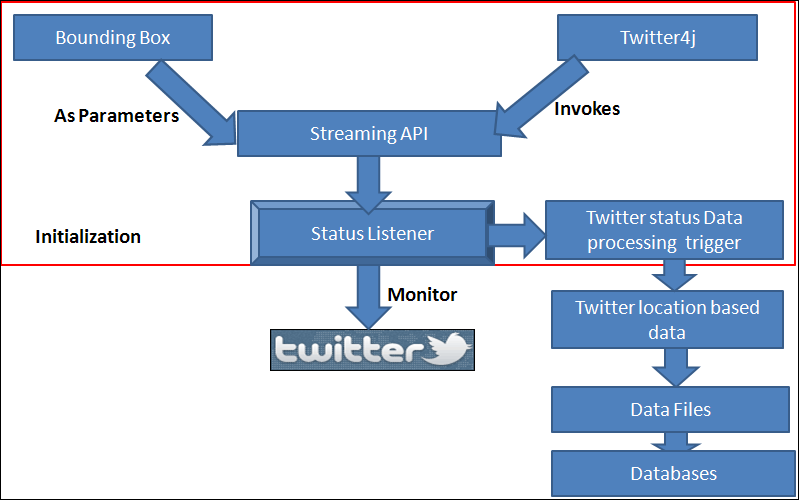 Bounding Box
Twitter4j
As Parameters
Invokes
Streaming API
Initialization
Status Listener
Twitter status Data
processing trigger
Monitor
twitter
Twitter location based
data
Data Files
Databases